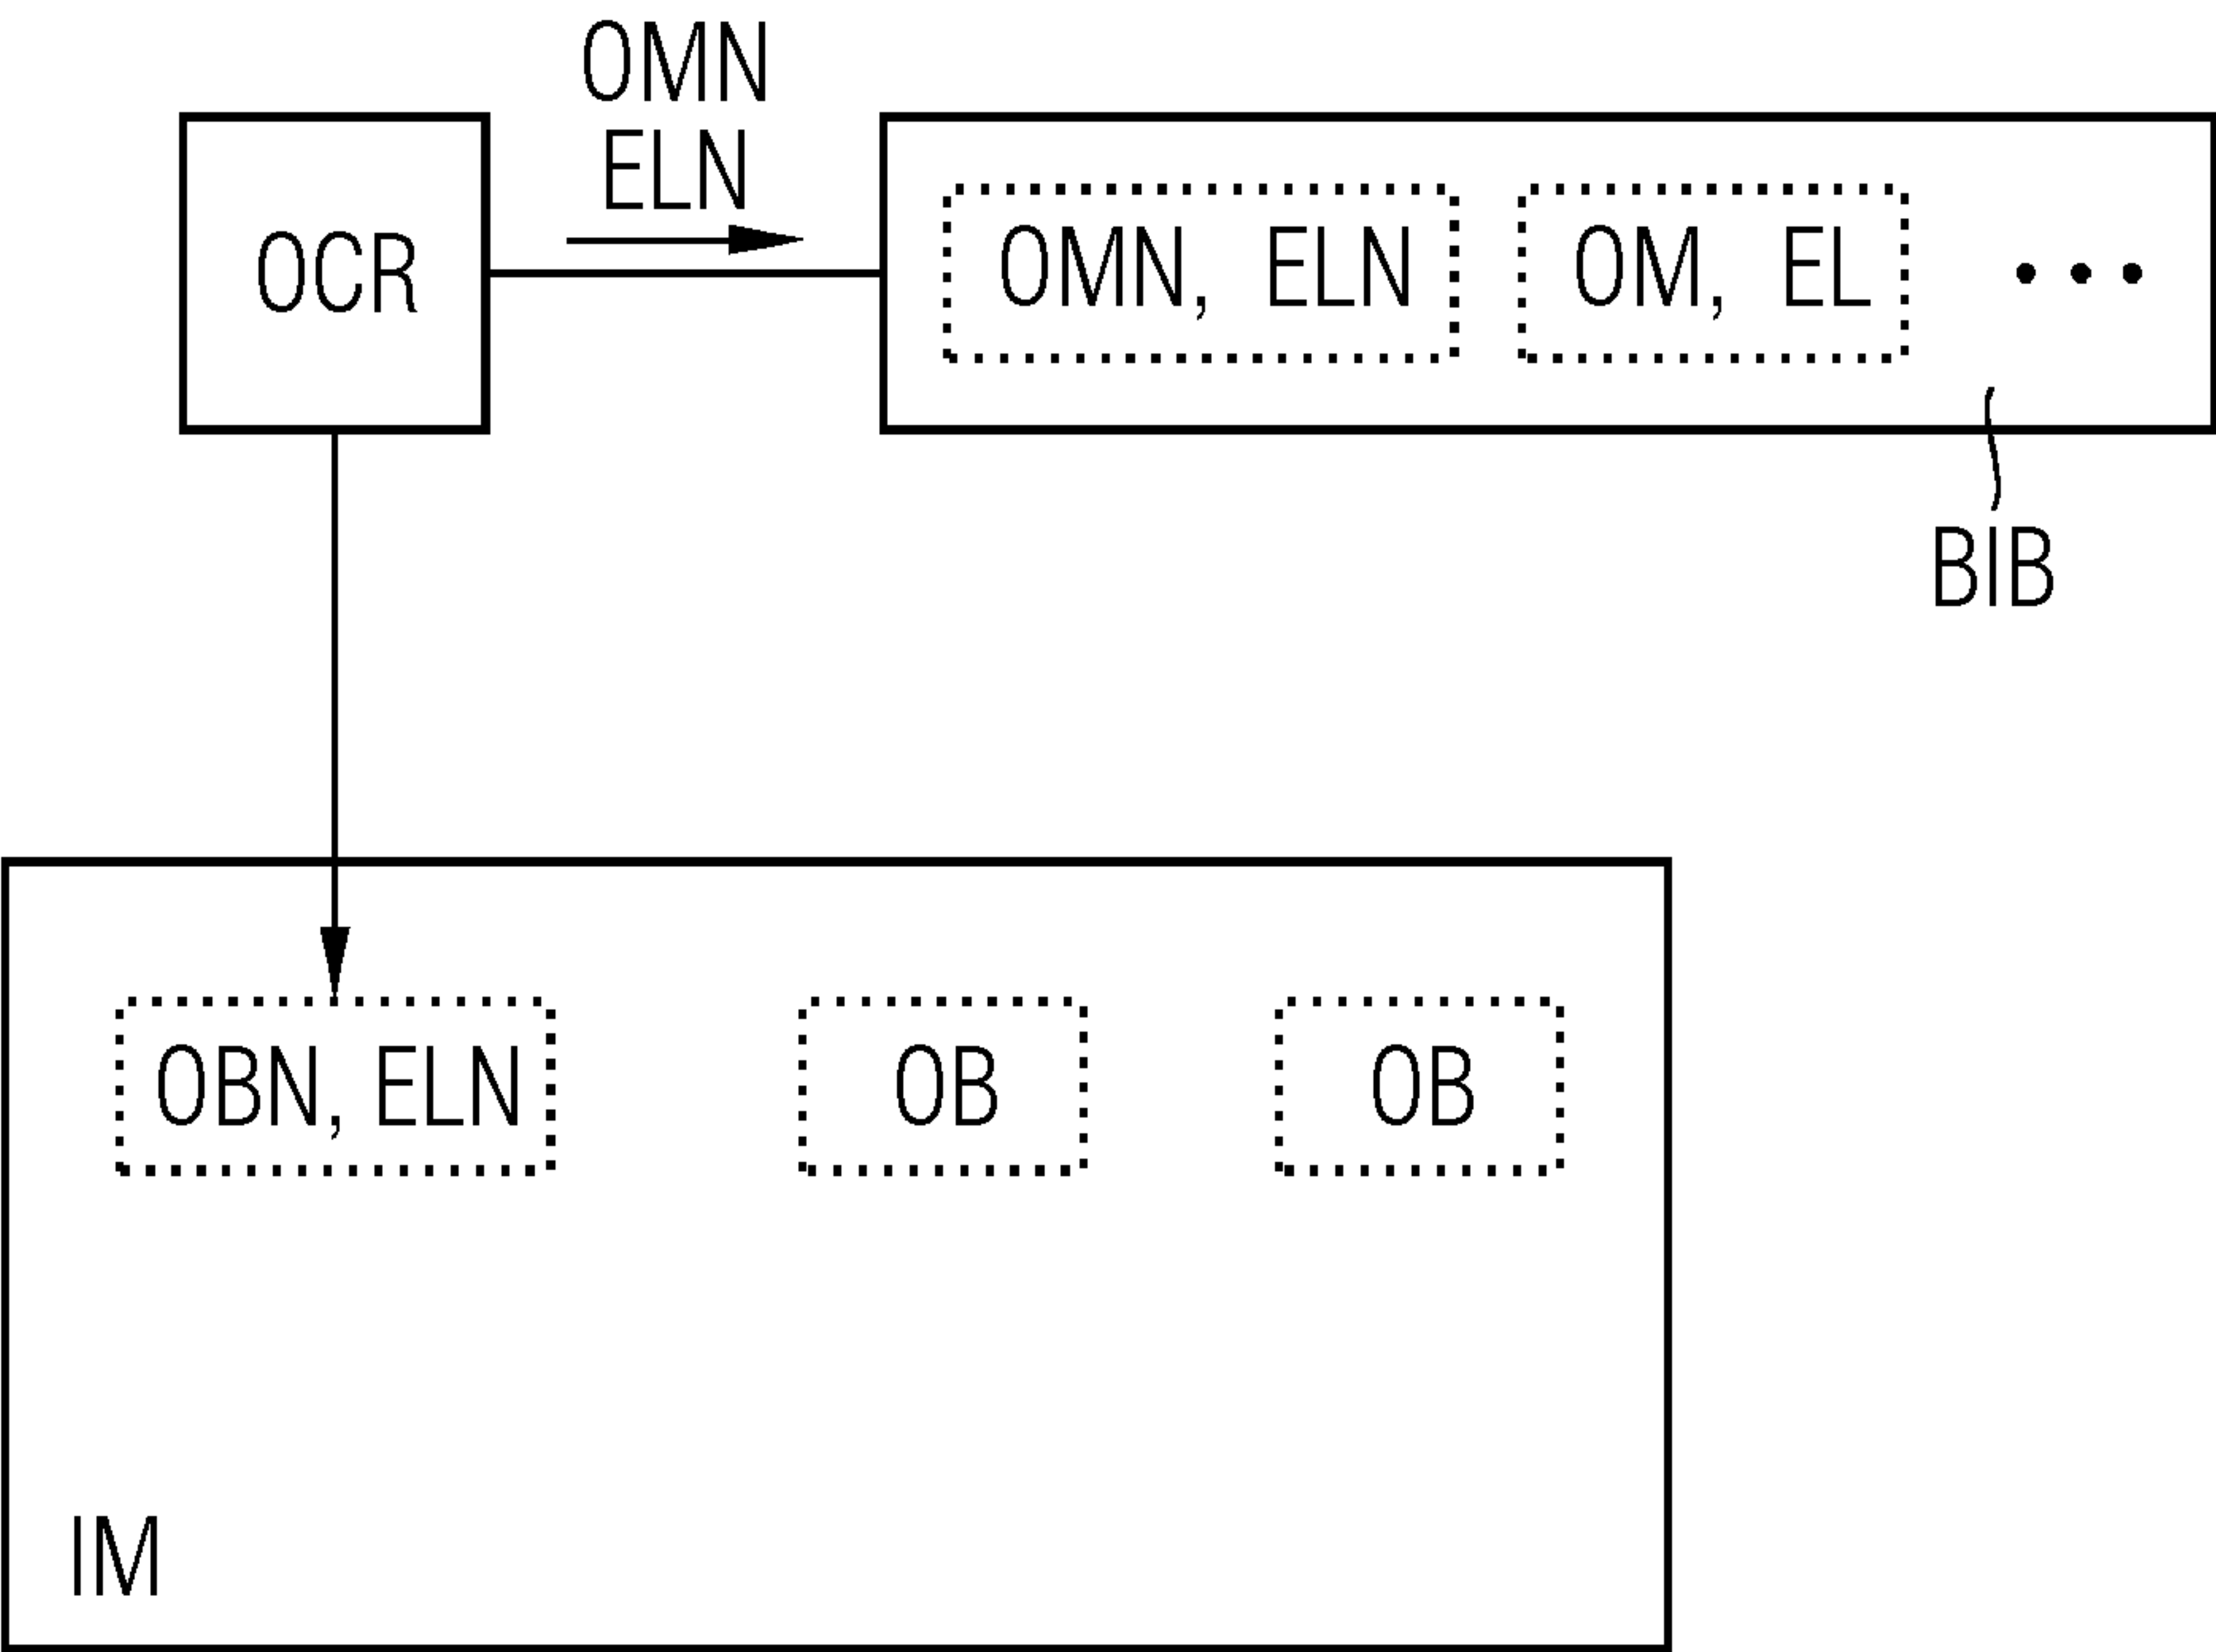 OMN
ELN
OCR
OMN, ELN
OM, EL
BIB
OBN, ELN
OB
OB
IM